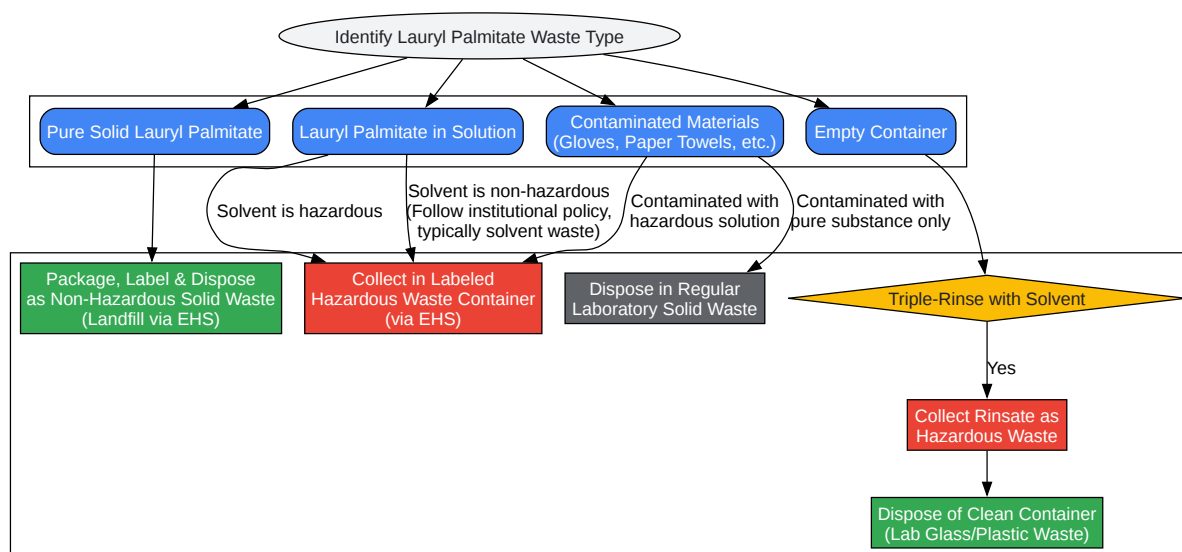 Identify Lauryl Palmitate Waste Type
Pure Solid Lauryl Palmitate
Lauryl Palmitate in Solution
Contaminated Materials
(Gloves, Paper Towels, etc.)
Empty Container
Solvent is hazardous
Solvent is non-hazardous
(Follow institutional policy,
typically solvent waste)
Contaminated with
hazardous solution
Contaminated with
pure substance only
Package, Label & Dispose
as Non-Hazardous Solid Waste
(Landfill via EHS)
Collect in Labeled
Hazardous Waste Container
(via EHS)
Dispose in Regular
Laboratory Solid Waste
Triple-Rinse with Solvent
Yes
Collect Rinsate as
Hazardous Waste
Dispose of Clean Container
(Lab Glass/Plastic Waste)